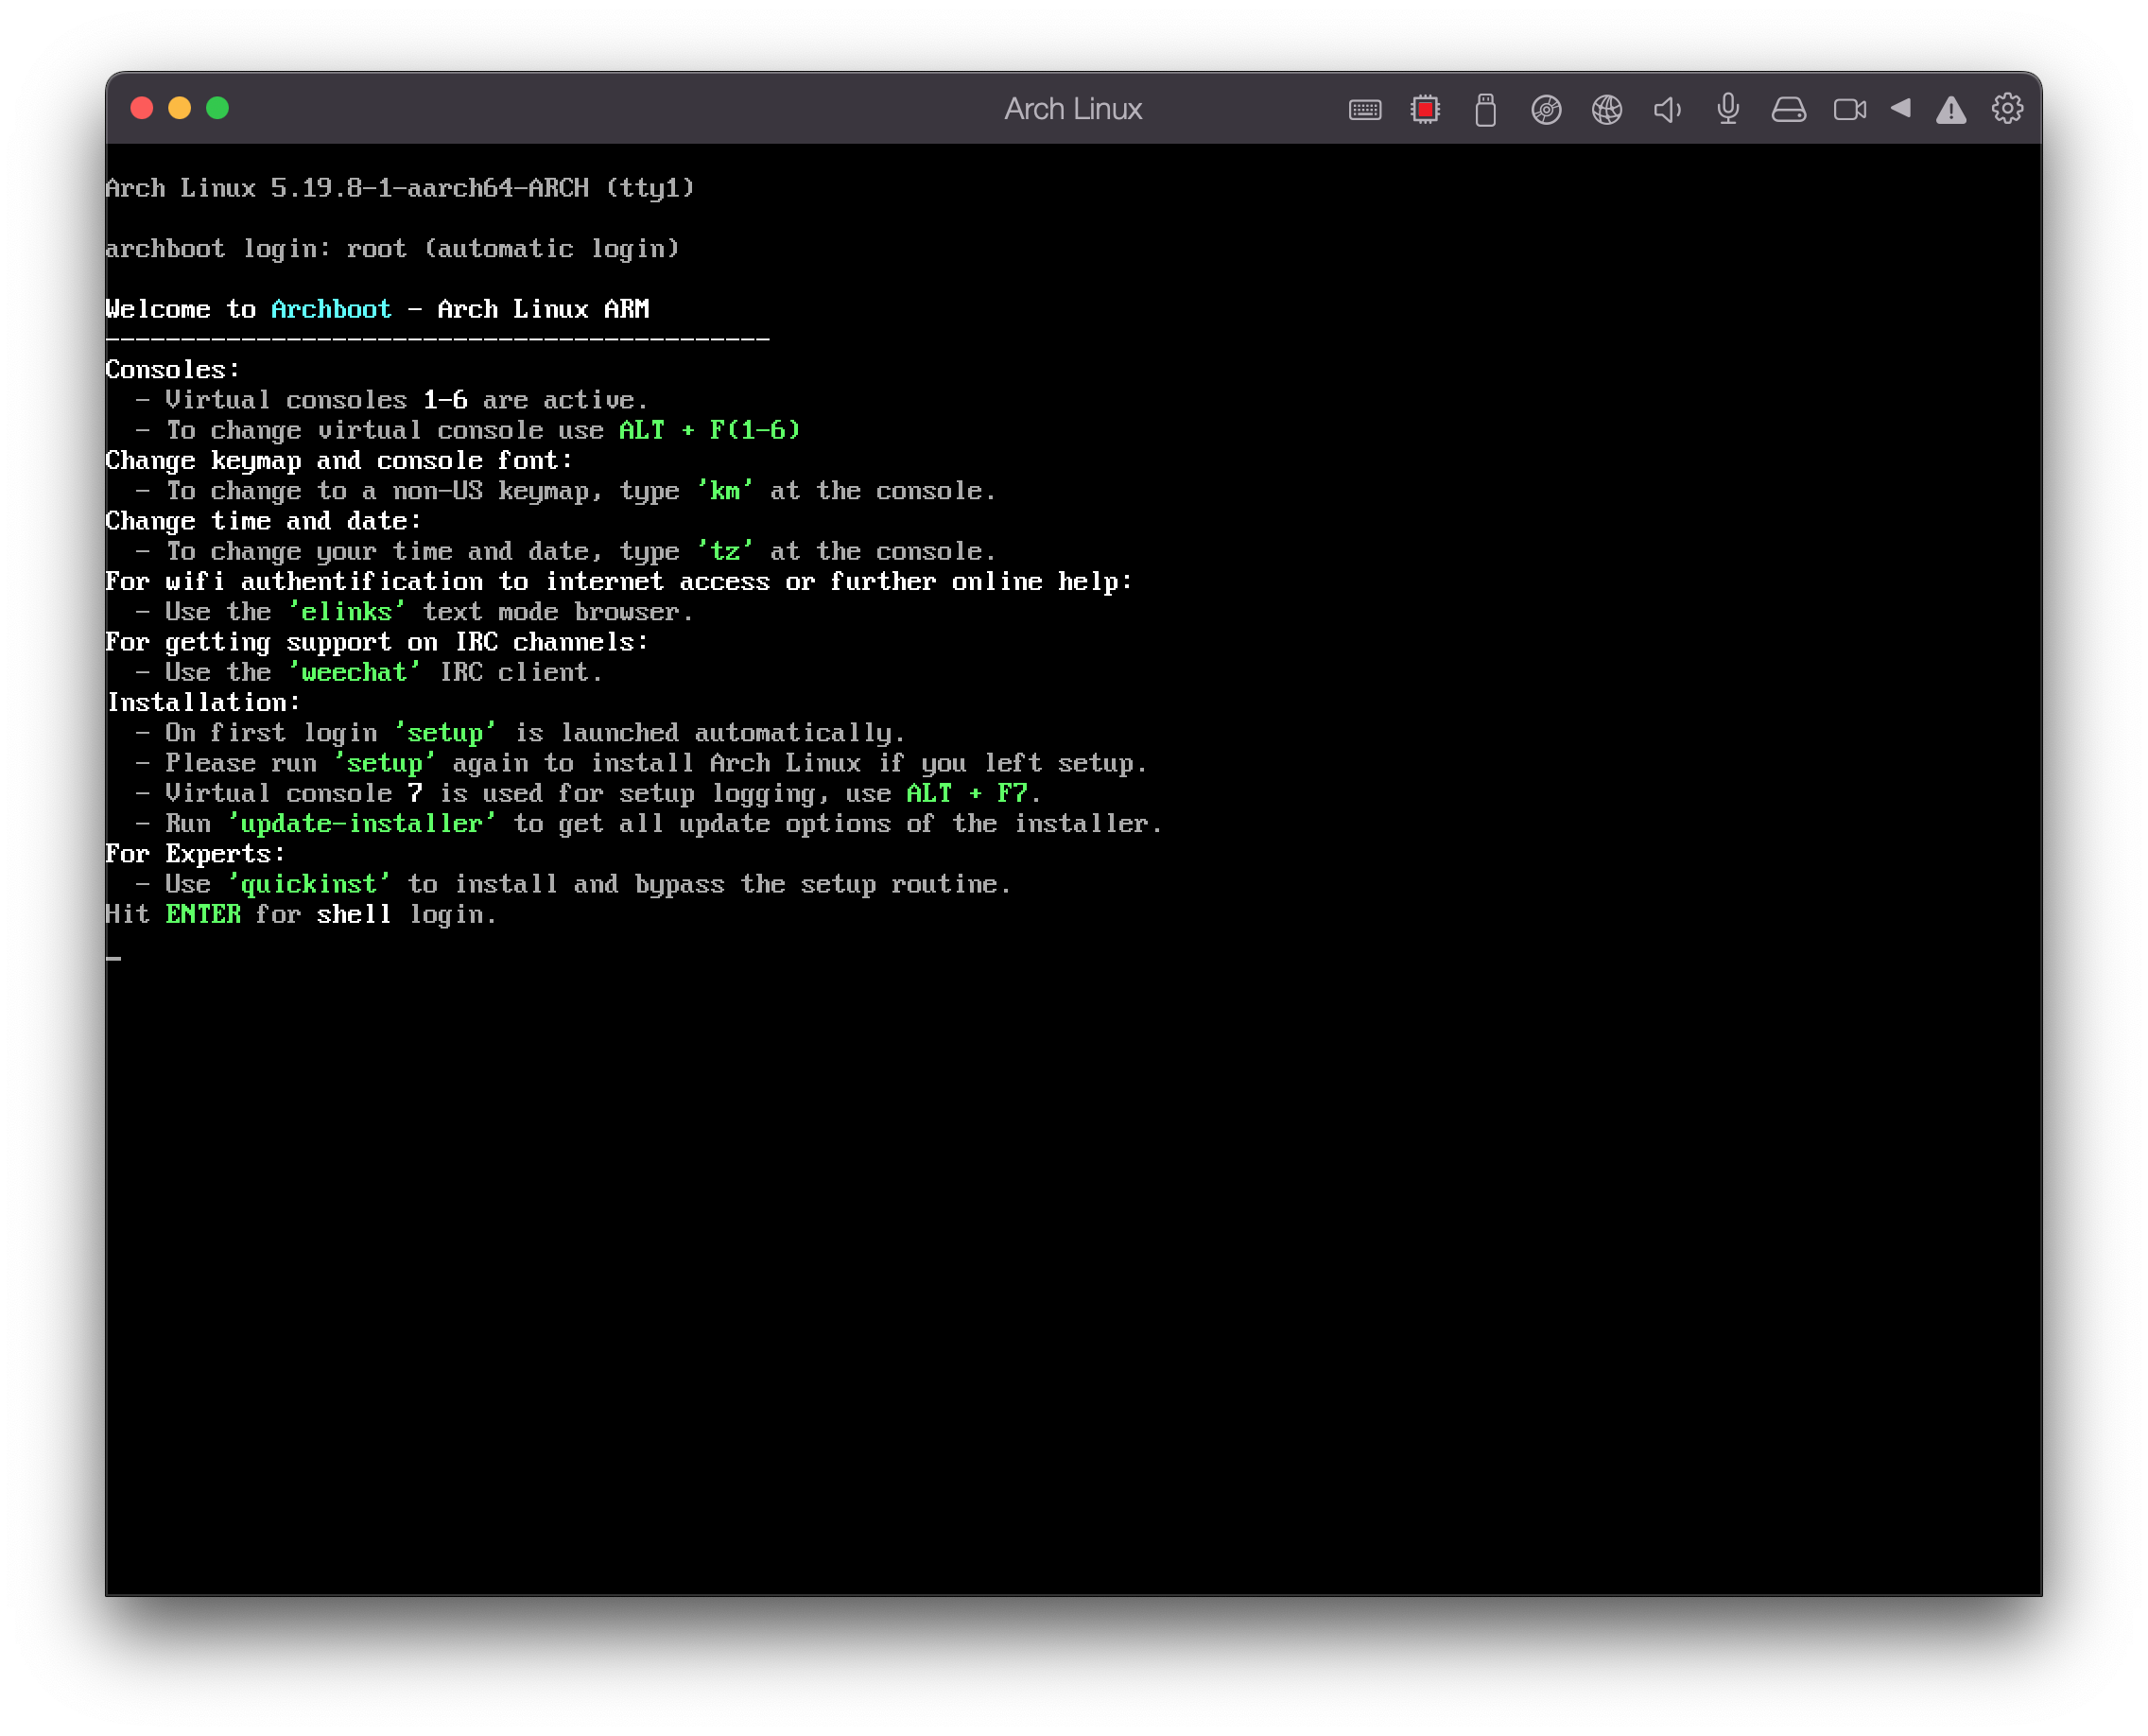 Arch Linux
Arch Linux 5.19.8-1-aarch64-ARCH (tty1)
archboot login: root (automatic login)
Welcome to Archboot - Arch Linux ARM
--------------------------------------------
Consoles:
  - Virtual consoles 1-6 are active.
  - To change virtual console use ALT + F(1-6)
Change keymap and console font:
  - To change to a non-US keymap, type 'km' at the console.
Change time and date:
  - To change your time and date, type 'tz' at the console.
For wifi authentification to internet access or further online help:
  - Use the 'elinks' text mode browser.
For getting support on IRC channels:
  - Use the 'weechat' IRC client.
Installation:
  - On first login 'setup' is launched automatically.
  - Please run 'setup' again to install Arch Linux if you left setup.
  - Virtual console 7 is used for setup logging, use ALT + F7.
  - Run 'update-installer' to get all update options of the installer.
For Experts:
  - Use 'quickinst' to install and bypass the setup routine.
Hit ENTER for shell login.